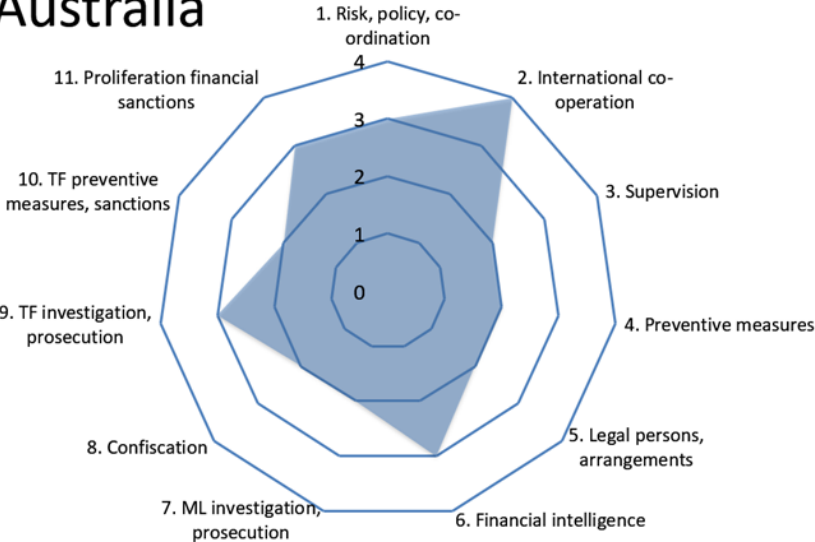 Australia
1. Risk, policy, co-
ordination
2. International co-
operation
3. Supervision
4. Preventive measures
5. Legal persons,
arrangements
6. Financial intelligence
7. ML investigation,
prosecution
8. Confiscation
9. TF investigation,
prosecution
10. TF preventive
measures, sanctions
11. Proliferation financial
sanctions
4
3
2
1
0